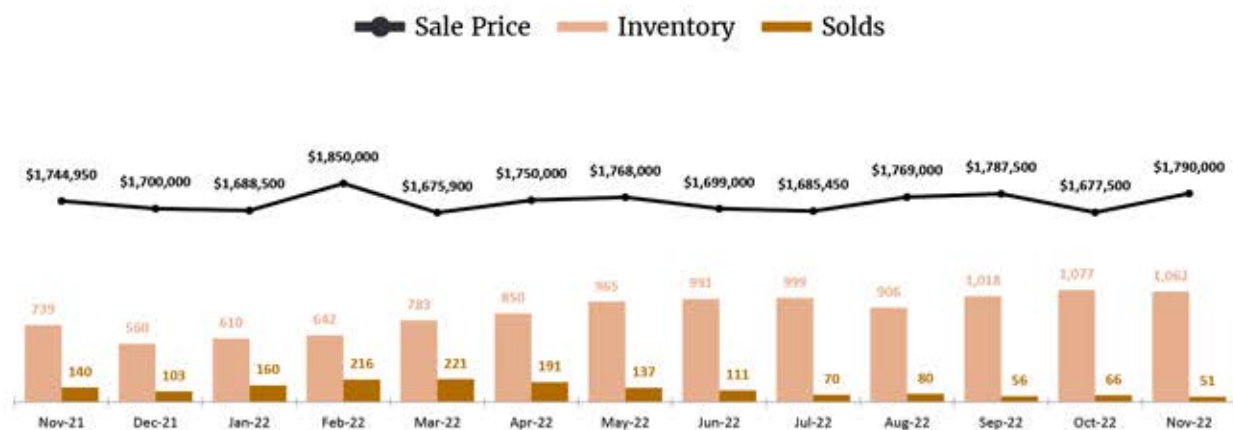 Sale Price Inventory Solds
$1,744,950 $1,700,000 $1,688,500 $1,850,000 $1,675,900 $1,750,000 $1,768,000 $1,699,000 $1,685,450 $1,769,000 $1,787,500 $1,677,500 $1,790,000
739 560 610 642 783 850 965 991 999 906 1,018 1,077 1,062
140 103 160 216 221 191 137 111 70 80 56 66 51
Nov-21 Dec-21 Jan-22 Feb-22 Mar-22 Apr-22 May-22 Jun-22 Jul-22 Aug-22 Sep-22 Oct-22 Nov-22